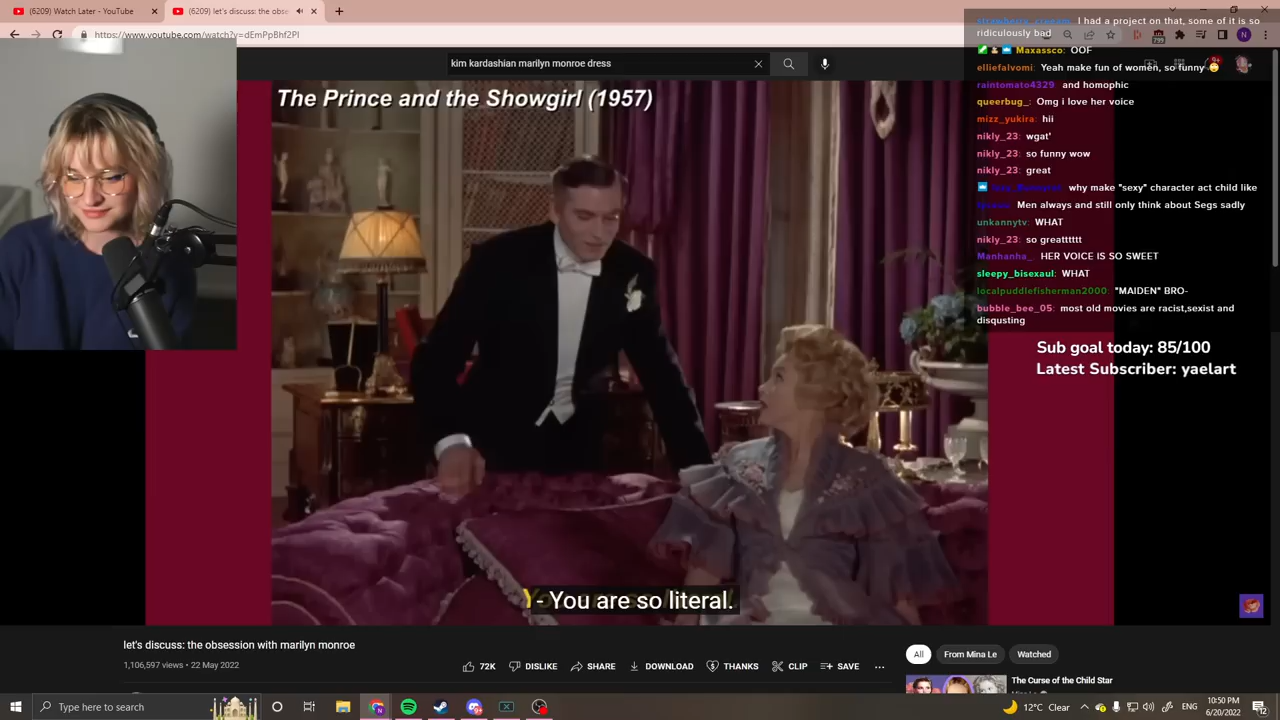 (6209) Watch later - YouTube
(6209) let's discuss: the obses
https://www.youtube.com/watch?v=dEmPpBhf2PI
799
N
kim kardashian marilyn monroe dress
9+
The Prince and the Showgirl (1957)
I had a project on that, some of it is so
ridiculously bad
Maxassco: OOF
elliefalvomi: Yeah make fun of women, so funny
raintomato4329: and homophic
queerbug_: Omg i love her voice
mizz_yukira: hii
nikly_23: wgat'
nikly_23: so funny wow
nikly_23: great
why make "sexy" character act child like
Men always and still only think about Segs sadly
unkannytv: WHAT
nikly_23: so greatttttt
Manhanha_: HER VOICE IS SO SWEET
sleepy_bisexaul: WHAT
localpuddlefisherman2000: "MAIDEN" BRO-
bubble_bee_05: most old movies are racist,sexist and
disqusting
Sub goal today: 85/100
Latest Subscriber: yaelart
- You are so literal.
let's discuss: the obsession with marilyn monroe
1,106,597 views • 22 May 2022
72K
DISLIKE
SHARE
DOWNLOAD
THANKS
CLIP
SAVE
All
From Mina Le
Watched
The Curse of the Child Star
Type here to search
12°C Clear
10:50 PM
6/20/2022
12